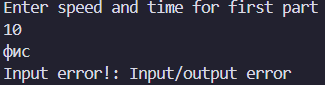 Enter speed and time for first part
10
фис
Input error!: Input/output error